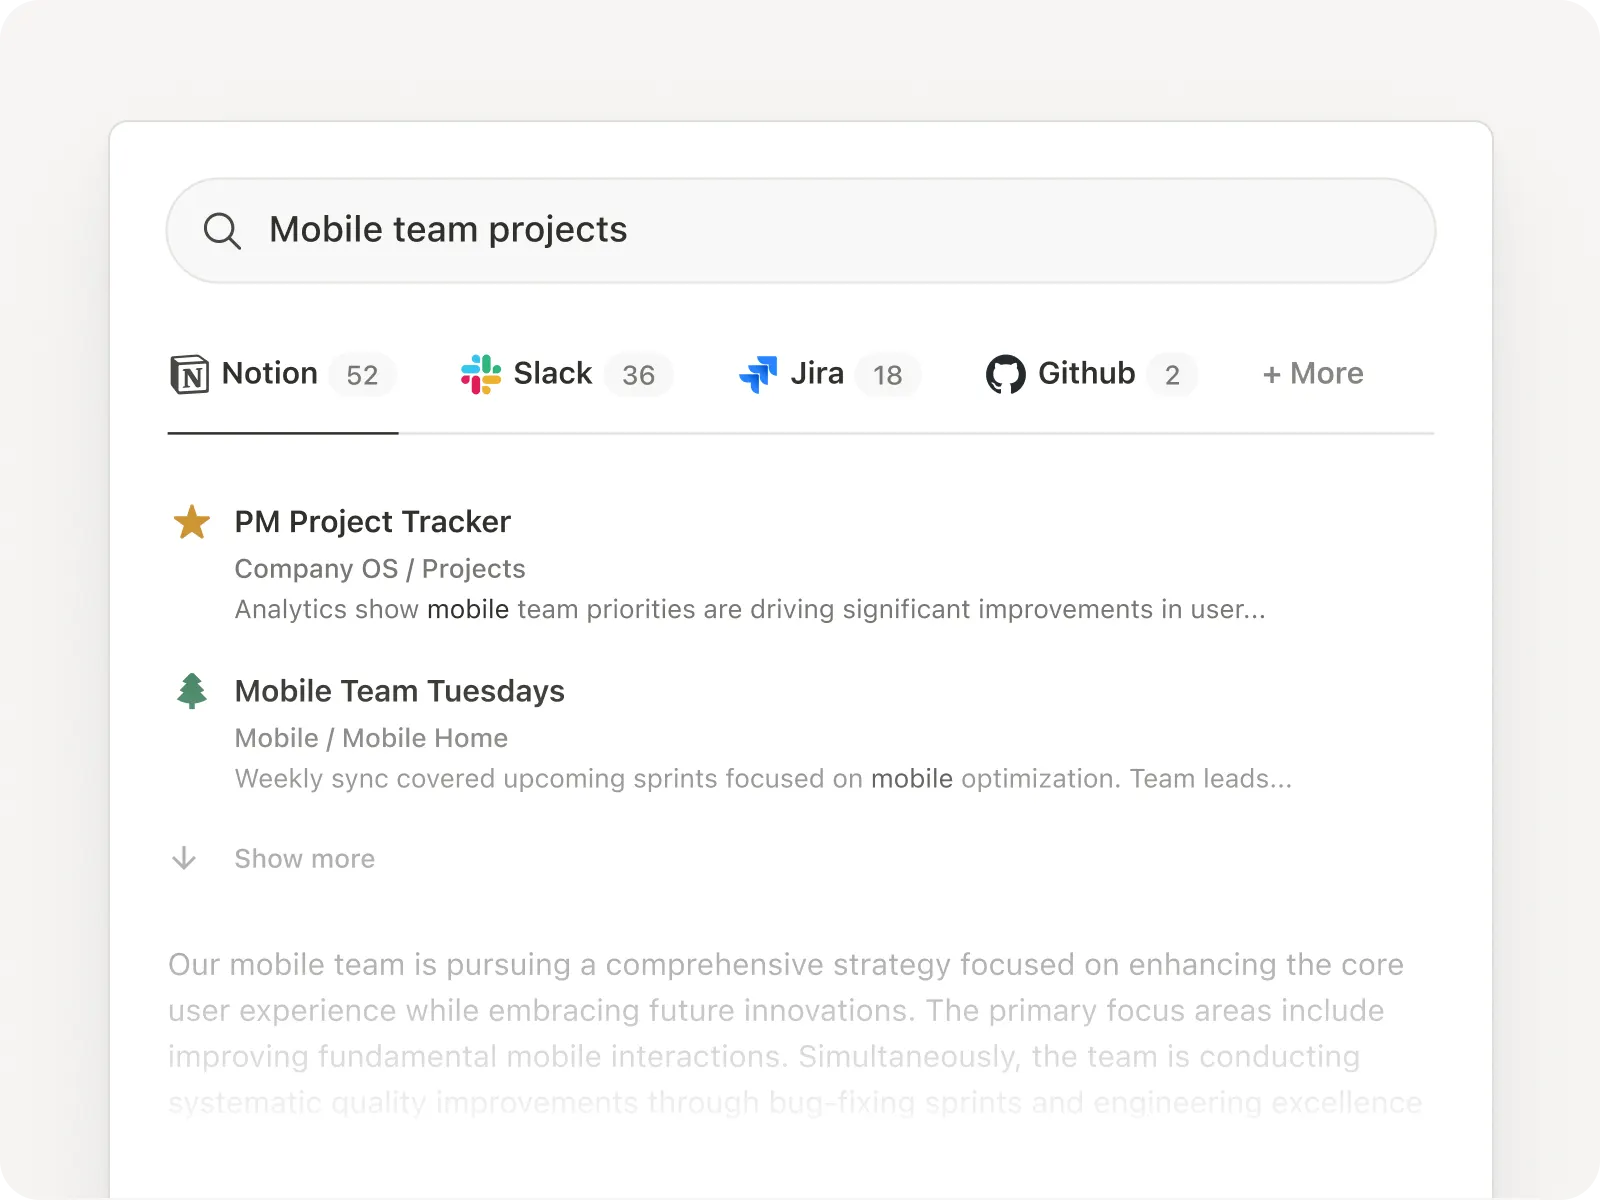 Mobile team projects
Notion 52 Slack 36 Jira 18 Github 2 + More
PM Project Tracker
Company OS / Projects
Analytics show mobile team priorities are driving significant improvements in user...
Mobile Team Tuesdays
Mobile / Mobile Home
Weekly sync covered upcoming sprints focused on mobile optimization. Team leads...
Show more
Our mobile team is pursuing a comprehensive strategy focused on enhancing the core
user experience while embracing future innovations. The primary focus areas include
improving fundamental mobile interactions. Simultaneously, the team is conducting
systematic quality improvements through bug-fixing sprints and engineering excellence